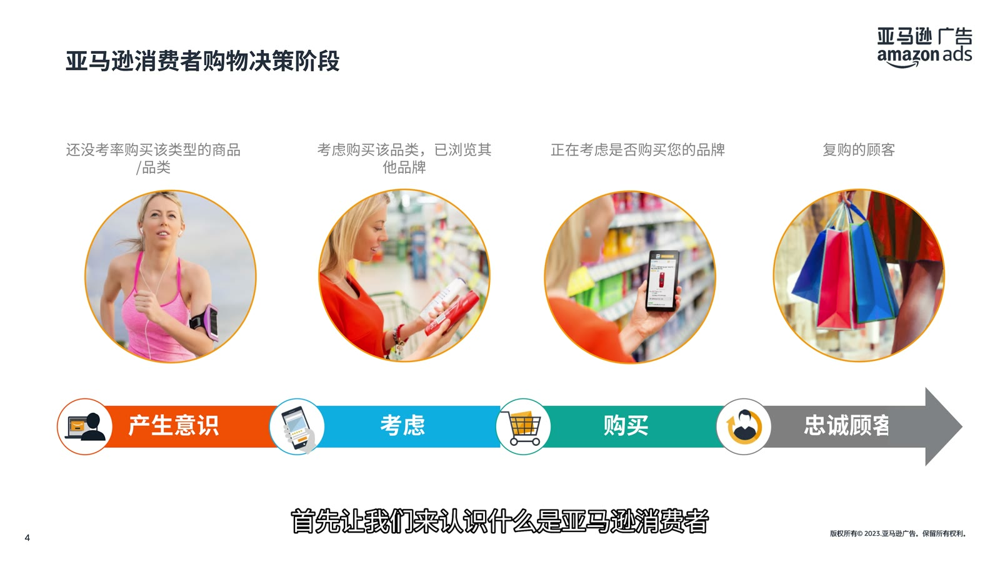 亚马逊广告
amazon ads
亚马逊消费者购物决策阶段
还没考率购买该类型的商品
/品类
考虑购买该品类，已浏览其
他品牌
正在考虑是否购买您的品牌
复购的顾客
产生意识
考虑
购买
忠诚顾客
首先让我们来认识什么是亚马逊消费者
4
版权所有© 2023.亚马逊广告。保留所有权利。